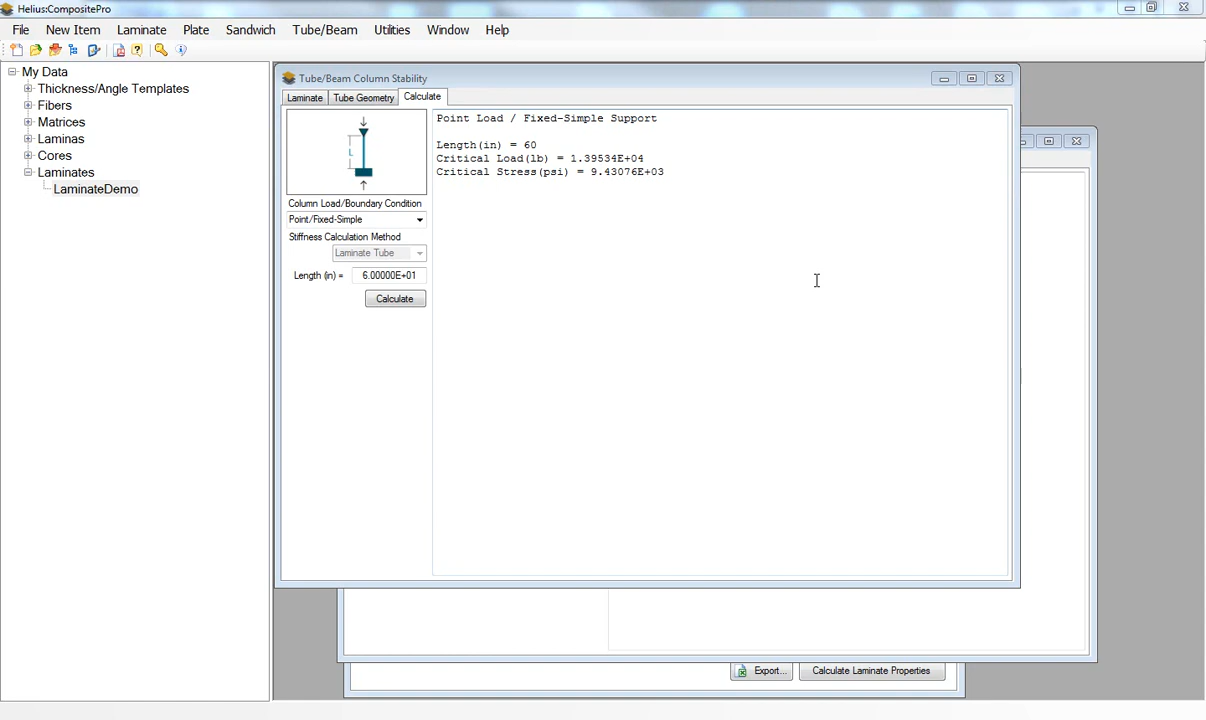 Helius:CompositePro
File New Item Laminate Plate Sandwich Tube/Beam Utilities Window Help
My Data
Thickness/Angle Templates
Fibers
Matrices
Laminas
Cores
Laminates
LaminateDemo
Tube/Beam Column Stability
Laminate Tube Geometry Calculate
L
Column Load/Boundary Condition
Point/Fixed-Simple
Stiffness Calculation Method
Laminate Tube
Length (in) = 6.00000E+01
Calculate
Point Load / Fixed-Simple Support
Length(in) = 60
Critical Load(lb) = 1.39534E+04
Critical Stress(psi) = 9.43076E+03
Export... Calculate Laminate Properties